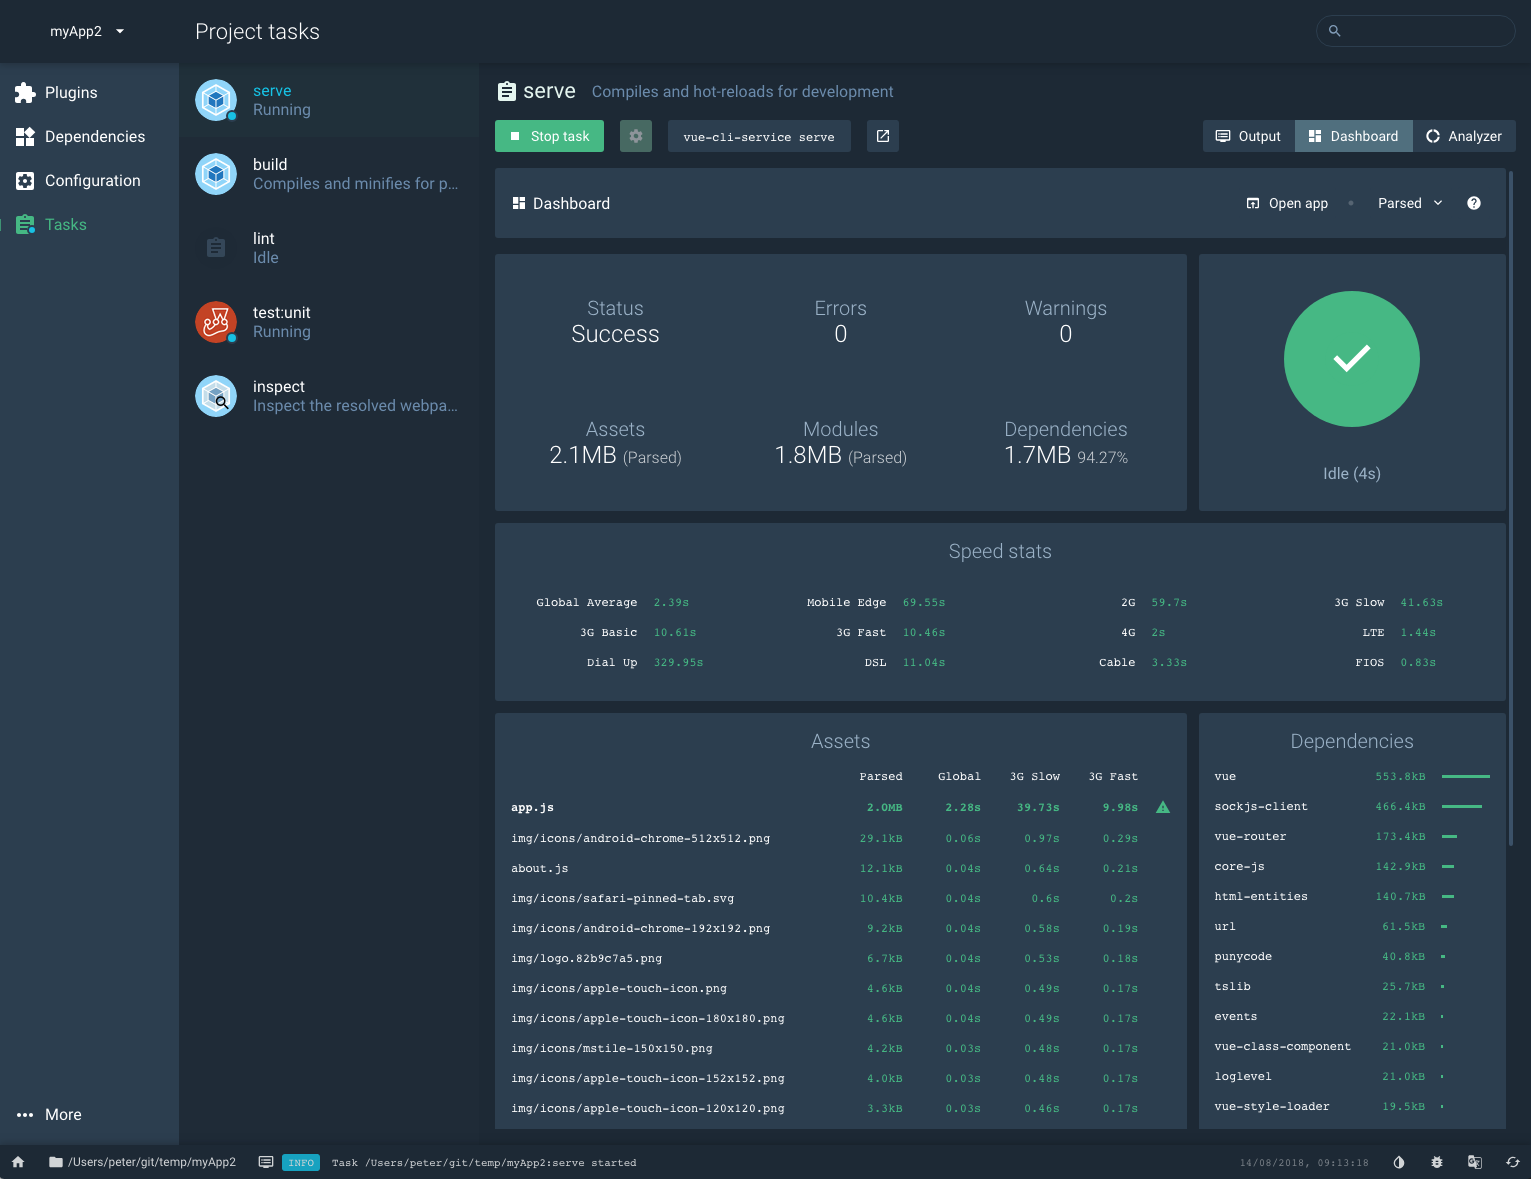 myApp2
Project tasks
Plugins
Dependencies
Configuration
Tasks
More
serve
Running
build
Compiles and minifies for p...
lint
Idle
test:unit
Running
inspect
Inspect the resolved webpa...
serve Compiles and hot-reloads for development
Stop task vue-cli-service serve Output Dashboard Analyzer
Dashboard Open app Parsed
Status Errors Warnings
Success 0 0
Assets Modules Dependencies
2.1MB (Parsed) 1.8MB (Parsed) 1.7MB 94.27%
Idle (4s)
Speed stats
Global Average 2.39s Mobile Edge 69.55s 2G 59.7s 3G Slow 41.63s
3G Basic 10.61s 3G Fast 10.46s 4G 2s LTE 1.44s
Dial Up 329.95s DSL 11.04s Cable 3.33s FIOS 0.83s
Assets
Parsed Global 3G Slow 3G Fast
app.js 2.0MB 2.28s 39.73s 9.98s
img/icons/android-chrome-512x512.png 29.1kB 0.06s 0.97s 0.29s
about.js 12.1kB 0.04s 0.64s 0.21s
img/icons/safari-pinned-tab.svg 10.4kB 0.04s 0.6s 0.2s
img/icons/android-chrome-192x192.png 9.2kB 0.04s 0.58s 0.19s
img/logo.82b9c7a5.png 6.7kB 0.04s 0.53s 0.18s
img/icons/apple-touch-icon.png 4.6kB 0.04s 0.49s 0.17s
img/icons/apple-touch-icon-180x180.png 4.6kB 0.04s 0.49s 0.17s
img/icons/mstile-150x150.png 4.2kB 0.03s 0.48s 0.17s
img/icons/apple-touch-icon-152x152.png 4.0kB 0.03s 0.48s 0.17s
img/icons/apple-touch-icon-120x120.png 3.3kB 0.03s 0.46s 0.17s
Dependencies
vue 553.8kB
sockjs-client 466.4kB
vue-router 173.4kB
core-js 142.9kB
html-entities 140.7kB
url 61.5kB
punycode 40.8kB
tslib 25.7kB
events 22.1kB
vue-class-component 21.0kB
loglevel 21.0kB
vue-style-loader 19.5kB
/Users/peter/git/temp/myApp2 INFO Task /Users/peter/git/temp/myApp2:serve started 14/08/2018, 09:13:18